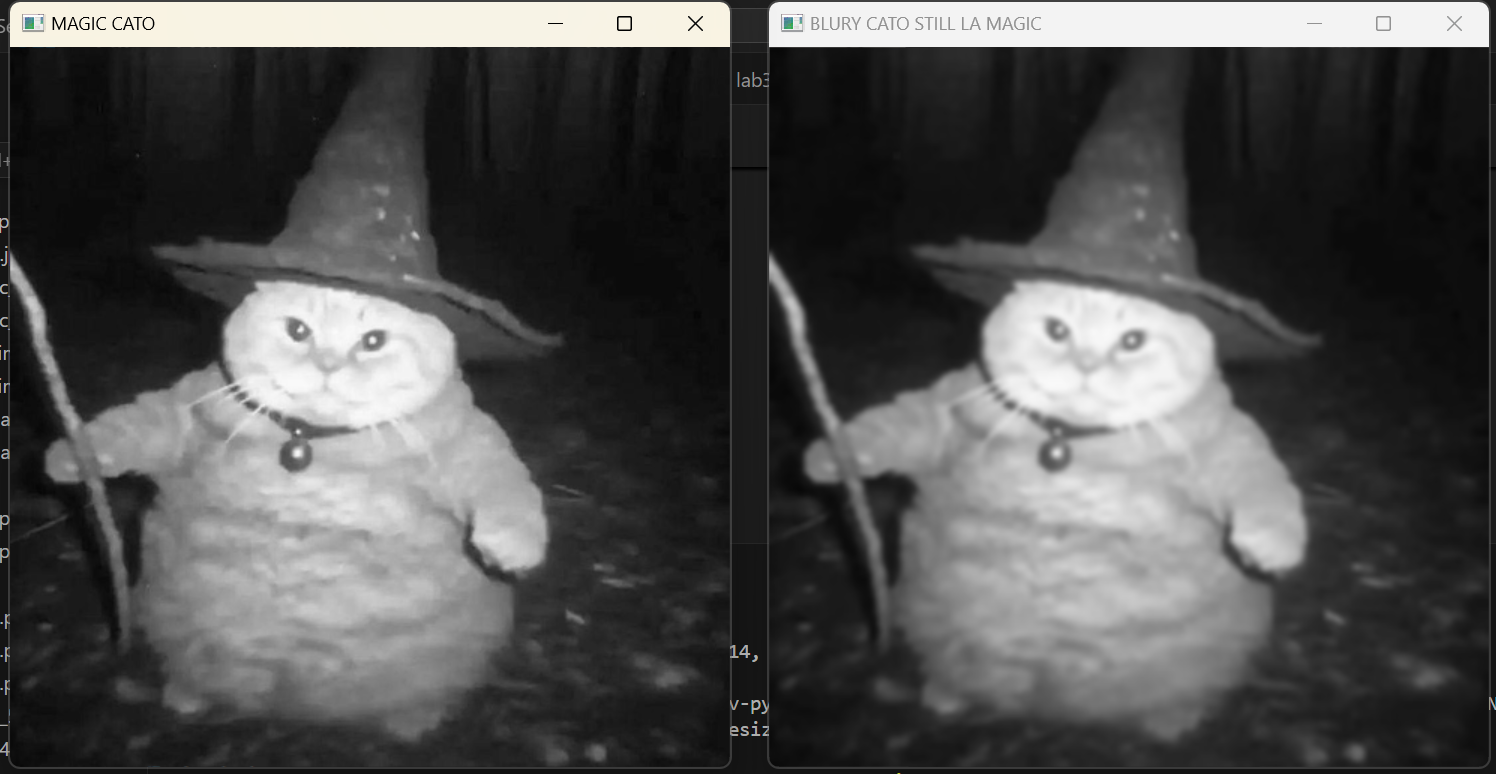 MAGIC CATO
BLURY CATO STILL LA MAGIC
lab3
14,
v-py
esiz